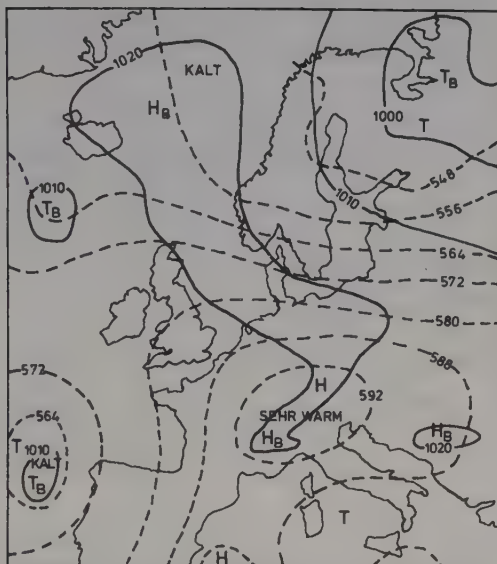 1020
KALT
H_B
T_B
1000
T
1010
T_B
1010
548
556
564
572
580
588
572
H
592
564
SEHR WARM
H_B
H_B
1020
T 1010
KALT
T_B
T
H
H